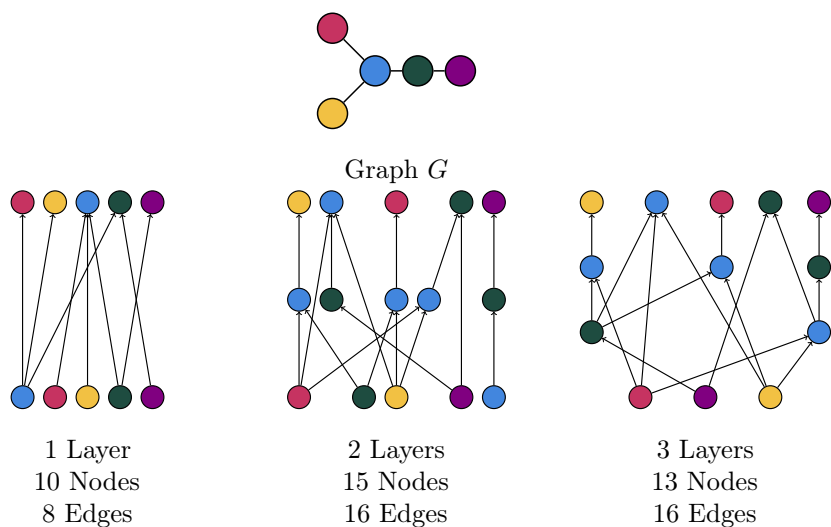 Graph G
1 Layer
10 Nodes
8 Edges
2 Layers
15 Nodes
16 Edges
3 Layers
13 Nodes
16 Edges